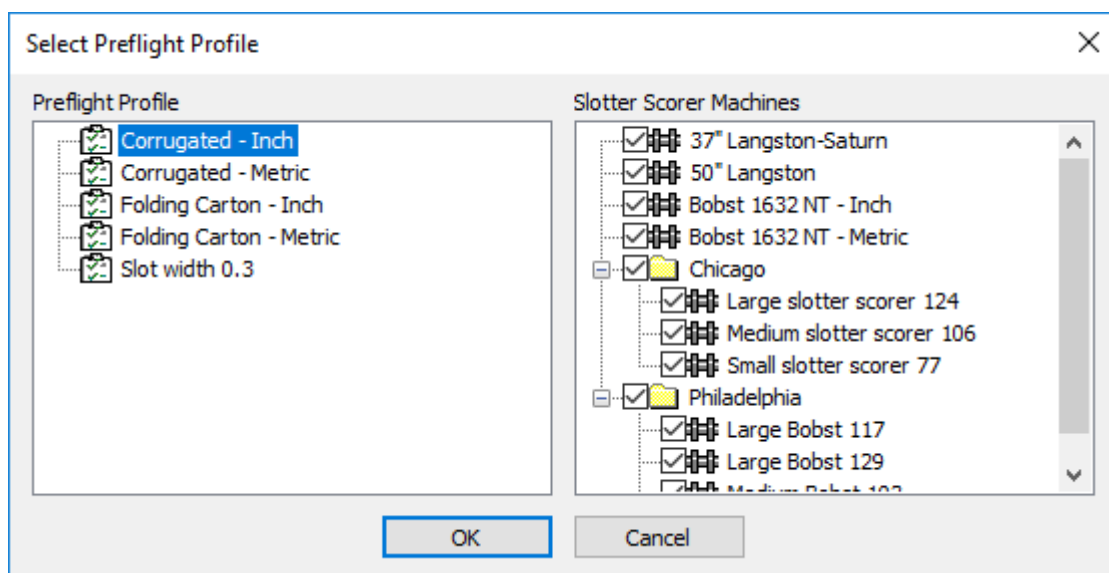 Select Preflight Profile
Preflight Profile
Corrugated - Inch
Corrugated - Metric
Folding Carton - Inch
Folding Carton - Metric
Slot width 0.3
Slotter Scorer Machines
37" Langston-Saturn
50" Langston
Bobst 1632 NT - Inch
Bobst 1632 NT - Metric
Chicago
Large slotter scorer 124
Medium slotter scorer 106
Small slotter scorer 77
Philadelphia
Large Bobst 117
Large Bobst 129
Medium Bobst
OK
Cancel